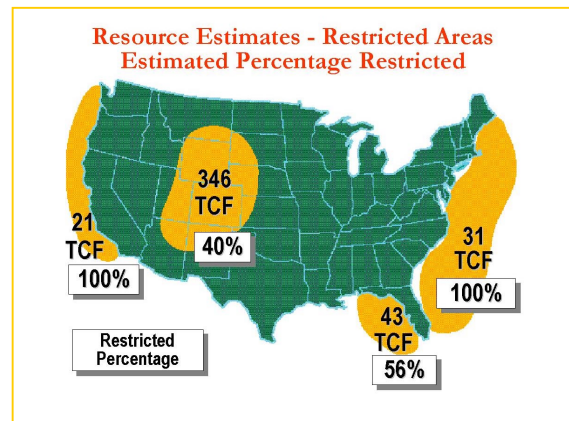 Resource Estimates - Restricted Areas
Estimated Percentage Restricted
346
TCF
40%
21
TCF
100%
31
TCF
100%
43
TCF
56%
Restricted
Percentage